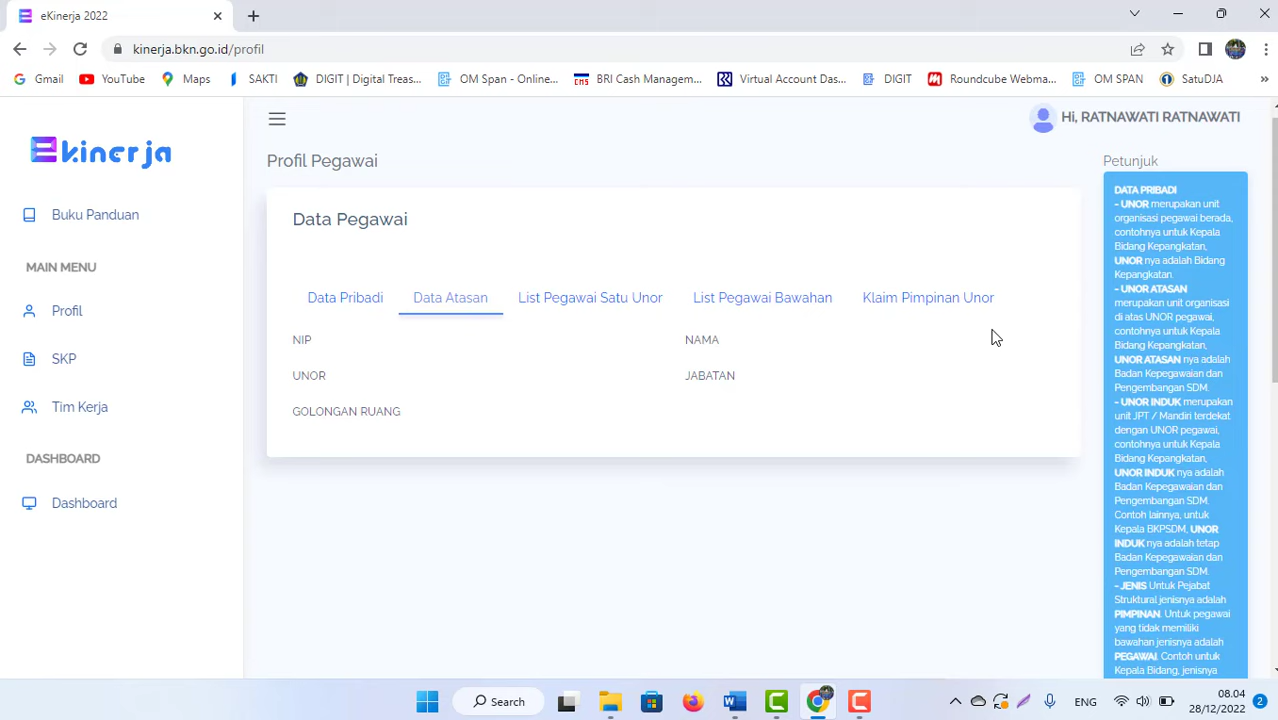 eKinerja 2022
kinerja.bkn.go.id/profil
Gmail YouTube Maps SAKTI DIGIT | Digital Treas... OM Span - Online... BRI Cash Managem... Virtual Account Das... DIGIT Roundcube Webma... OM SPAN SatuDJA
Hi, RATNAWATI RATNAWATI
ekinerja
Buku Panduan
MAIN MENU
Profil
SKP
Tim Kerja
DASHBOARD
Dashboard
Profil Pegawai
Data Pegawai
Data Pribadi Data Atasan List Pegawai Satu Unor List Pegawai Bawahan Klaim Pimpinan Unor
NIP NAMA
UNOR JABATAN
GOLONGAN RUANG
Petunjuk
DATA PRIBADI
- UNOR merupakan unit
organisasi pegawai berada,
contohnya untuk Kepala
Bidang Kepangkatan,
UNOR nya adalah Bidang
Kepangkatan.
- UNOR ATASAN
merupakan unit organisasi
di atas UNOR pegawai,
contohnya untuk Kepala
Bidang Kepangkatan,
UNOR ATASAN nya adalah
Badan Kepegawaian dan
Pengembangan SDM.
- UNOR INDUK merupakan
unit JPT / Mandiri terdekat
dengan UNOR pegawai,
contohnya untuk Kepala
Bidang Kepangkatan,
UNOR INDUK nya adalah
Badan Kepegawaian dan
Pengembangan SDM.
Contoh lainnya, untuk
Kepala BKPSDM, UNOR
INDUK nya adalah tetap
Badan Kepegawaian dan
Pengembangan SDM.
- JENIS Untuk Pejabat
Struktural jenisnya adalah
PIMPINAN. Untuk pegawai
yang tidak memiliki
bawahan jenisnya adalah
PEGAWAI. Contoh untuk
Kepala Bidang, jenisnya
Search
ENG
08.04
28/12/2022
2